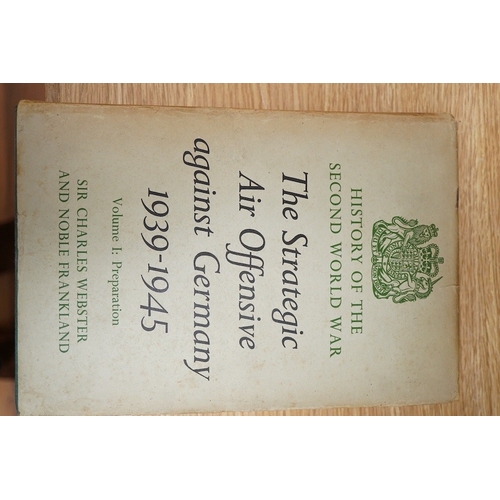 HISTORY OF THE
SECOND WORLD WAR
The Strategic
Air Offensive
against Germany
1939-1945
Volume I: Preparation
SIR CHARLES WEBSTER
AND NOBLE FRANKLAND